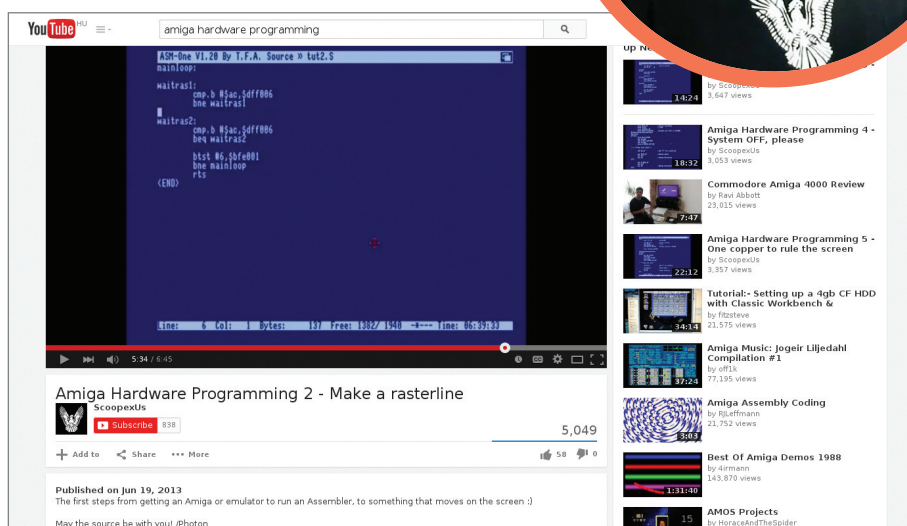 YouTube HU
amiga hardware programming
ASM-One V1.20 By T.F.A. Source » tut2.S
mainloop:
waitras1:
cmp.b #$ac,$dff006
bne waitras1
waitras2:
cmp.b #$ac,$dff006
beq waitras2
btst #6,$bfe001
bne mainloop
rts
<END>
Line: 6 Col: 1 Bytes: 137 Free: 1382/ 1940 -*--- Time: 06:39:33
5:34 / 6:45
Amiga Hardware Programming 2 - Make a rasterline
ScoopexUs
Subscribe 838
5,049
Add to Share More
58 0
Published on Jun 19, 2013
The first steps from getting an Amiga or emulator to run an Assembler, to something that moves on the screen :)
May the source be with you! /Photon
Up
by
3,647 views
14:24
Amiga Hardware Programming 4 -
System OFF, please
by ScoopexUs
3,053 views
18:32
Commodore Amiga 4000 Review
by Ravi Abbott
23,015 views
7:47
Amiga Hardware Programming 5 -
One copper to rule the screen
by ScoopexUs
3,357 views
22:12
Tutorial:- Setting up a 4gb CF HDD
with Classic Workbench &
by fitzsteve
21,575 views
34:14
Amiga Music: Jogeir Liljedahl
Compilation #1
by off1k
77,195 views
37:24
Amiga Assembly Coding
by RJLeffmann
21,752 views
3:03
Best Of Amiga Demos 1988
by 4irmann
143,870 views
1:31:40
AMOS Projects
by HoraceAndTheSpider
15